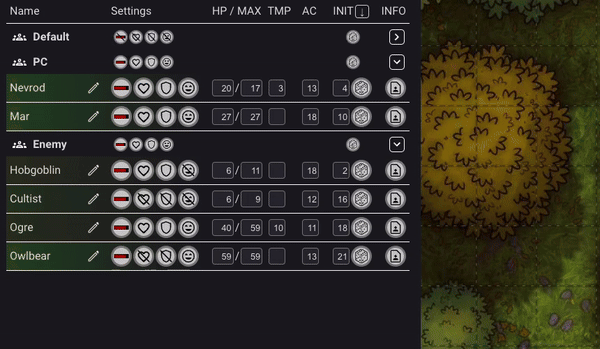 Name Settings HP / MAX TMP AC INIT INFO
Default
PC
Nevrod 20 / 17 3 13 4
Mar 27 / 27 18 10
Enemy
Hobgoblin 6 / 11 18 2
Cultist 6 / 9 12 16
Ogre 40 / 59 10 11 18
Owlbear 59 / 59 13 21